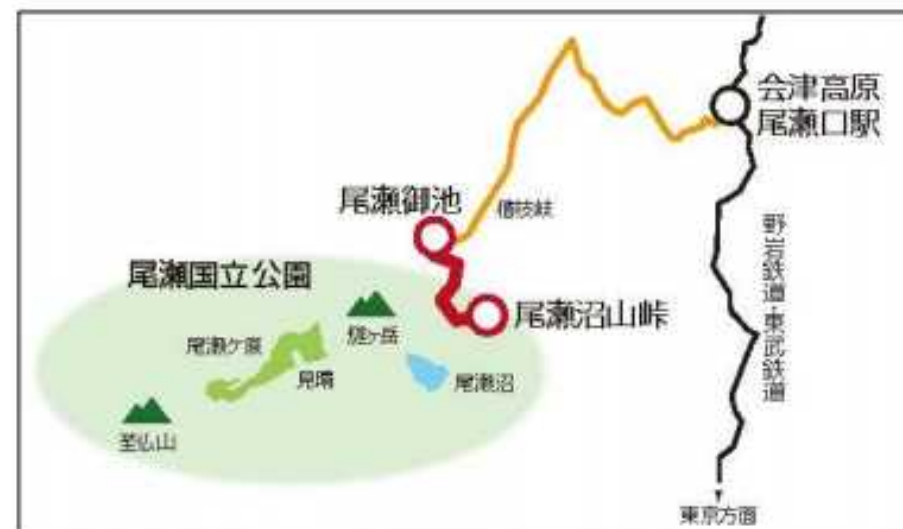 会津高原
尾瀬口駅
尾瀬御池
檜枝岐
野岩鉄道・東武鉄道
尾瀬国立公園
尾瀬沼山峠
燧ヶ岳
尾瀬ケ原
見晴
尾瀬沼
至仏山
東京方面